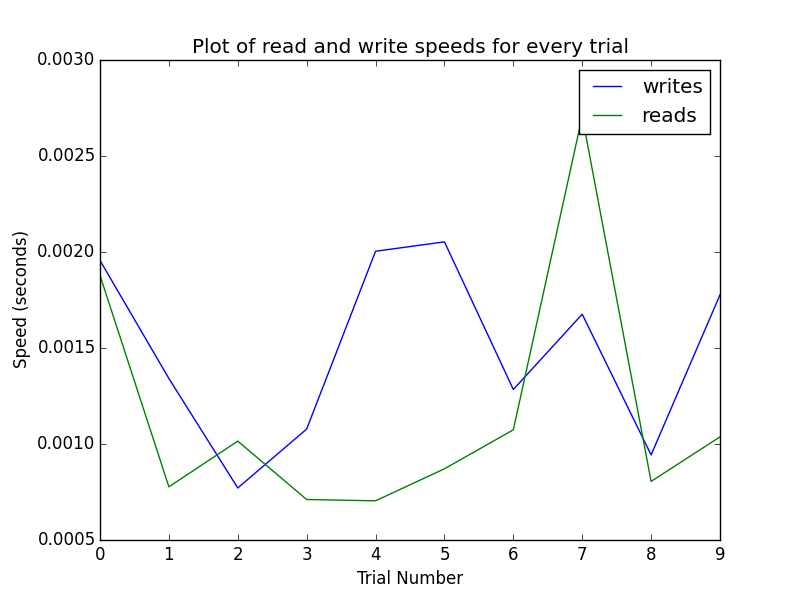 Plot of read and write speeds for every trial
writes
reads
0.0030
0.0025
0.0020
0.0015
0.0010
0.0005
Speed (seconds)
0 1 2 3 4 5 6 7 8 9
Trial Number